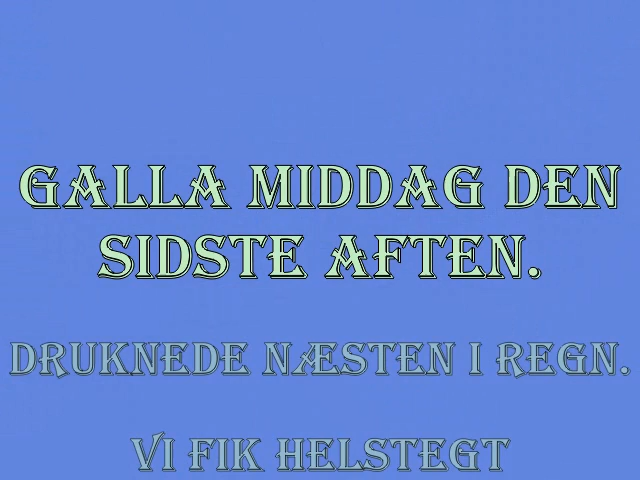 GALLA MIDDAG DEN
SIDSTE AFTEN.
DRUKNEDE NÆSTEN I REGN.
VI FIK HELSTEGT